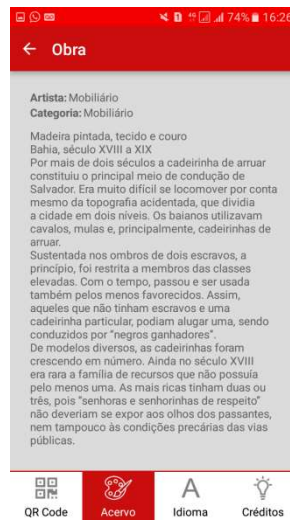 74% 16:26
← Obra
Artista: Mobiliário
Categoria: Mobiliário
Madeira pintada, tecido e couro
Bahia, século XVIII a XIX
Por mais de dois séculos a cadeirinha de arruar
constituiu o principal meio de condução de
Salvador. Era muito difícil se locomover por conta
mesmo da topografia acidentada, que dividia
a cidade em dois níveis. Os baianos utilizavam
cavalos, mulas e, principalmente, cadeirinhas de
arruar.
Sustentada nos ombros de dois escravos, a
princípio, foi restrita a membros das classes
elevadas. Com o tempo, passou e ser usada
também pelos menos favorecidos. Assim,
aqueles que não tinham escravos e uma
cadeirinha particular, podiam alugar uma, sendo
conduzidos por “negros ganhadores”.
De modelos diversos, as cadeirinhas foram
crescendo em número. Ainda no século XVIII
era rara a família de recursos que não possuía
pelo menos uma. As mais ricas tinham duas ou
três, pois “senhoras e senhorinhas de respeito”
não deveriam se expor aos olhos dos passantes,
nem tampouco às condições precárias das vias
públicas.
QR Code Acervo Idioma Créditos